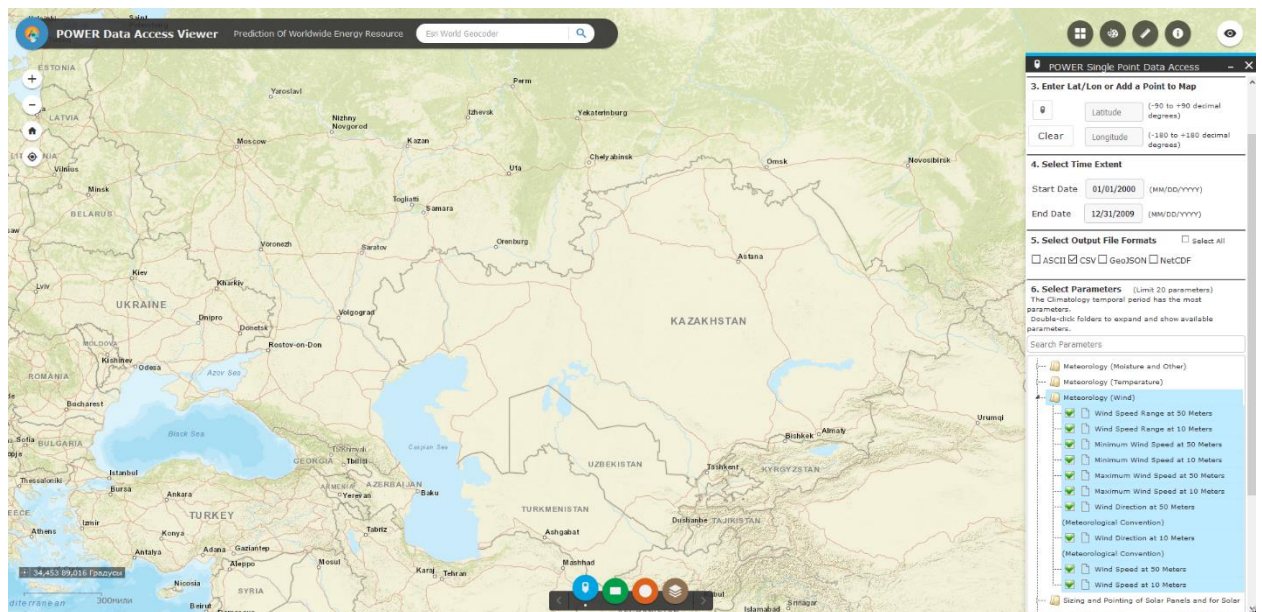 Saint
POWER Data Access Viewer
Prediction Of Worldwide Energy Resource
Esri World Geocoder
ESTONIA
LATVIA
Vilnius
Minsk
BELARUS
Lviv
Kiev
UKRAINE
Kharkiv
Dnipro
Donetsk
Rostov-on-Don
MOLDOVA
Kishinev
Odesa
ROMANIA
Azov Sea
Bucharest
Sofia
BULGARIA
Black Sea
Thessaloniki
Istanbul
Bursa
Ankara
TURKEY
Izmir
Athens
Konya
Antalya
Adana
Gaziantep
Aleppo
Nicosia
SYRIA
Beirut
Mosul
Yaroslavl
Nizhny
Novgorod
Moscow
Kazan
Izhevsk
Perm
Yekaterinburg
Chelyabinsk
Ufa
Omsk
Novosibirsk
Togliatti
Samara
Voronezh
Saratov
Orenburg
Volgograd
Astana
KAZAKHSTAN
Urumqi
Almaty
Bishkek
KYRGYZSTAN
Tashkent
UZBEKISTAN
Caspian Sea
GEORGIA
Tbilisi
ARMENIA
Yerevan
AZERBAIJAN
Baku
Tabriz
TURKMENISTAN
Ashgabat
Dushanbe
TAJIKISTAN
Mashhad
Karaj
Tehran
Islamabad
Srinagar
34,453 89,016 Градусы
POWER Single Point Data Access
3. Enter Lat/Lon or Add a Point to Map
Latitude
(-90 to +90 decimal
degrees)
Clear
Longitude
(-180 to +180 decimal
degrees)
4. Select Time Extent
Start Date 01/01/2000 (MM/DD/YYYY)
End Date 12/31/2009 (MM/DD/YYYY)
5. Select Output File Formats Select All
ASCII CSV GeoJSON NetCDF
6. Select Parameters (Limit 20 parameters)
The Climatology temporal period has the most
parameters.
Double-click folders to expand and show available
parameters.
Search Parameters
Meteorology (Moisture and Other)
Meteorology (Temperature)
Meteorology (Wind)
Wind Speed Range at 50 Meters
Wind Speed Range at 10 Meters
Minimum Wind Speed at 50 Meters
Minimum Wind Speed at 10 Meters
Maximum Wind Speed at 50 Meters
Maximum Wind Speed at 10 Meters
Wind Direction at 50 Meters
(Meteorological Convention)
Wind Direction at 10 Meters
(Meteorological Convention)
Wind Speed at 50 Meters
Wind Speed at 10 Meters
Sizing and Pointing of Solar Panels and for Solar